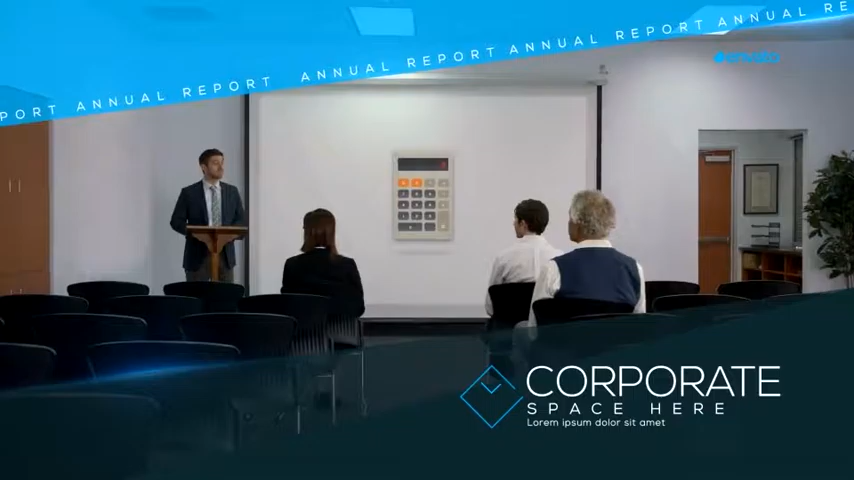 PORT ANNUAL REPORT ANNUAL REPORT ANNUAL REPORT ANNUAL RE
envato
CORPORATE
SPACE HERE
Lorem ipsum dolor sit amet